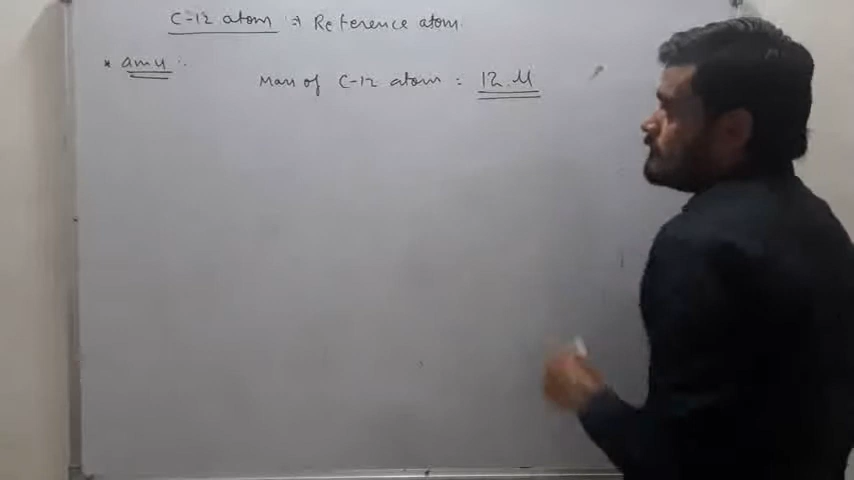 C-12 atom → Reference atom.
* amu :-
Mass of C-12 atom = 12.u